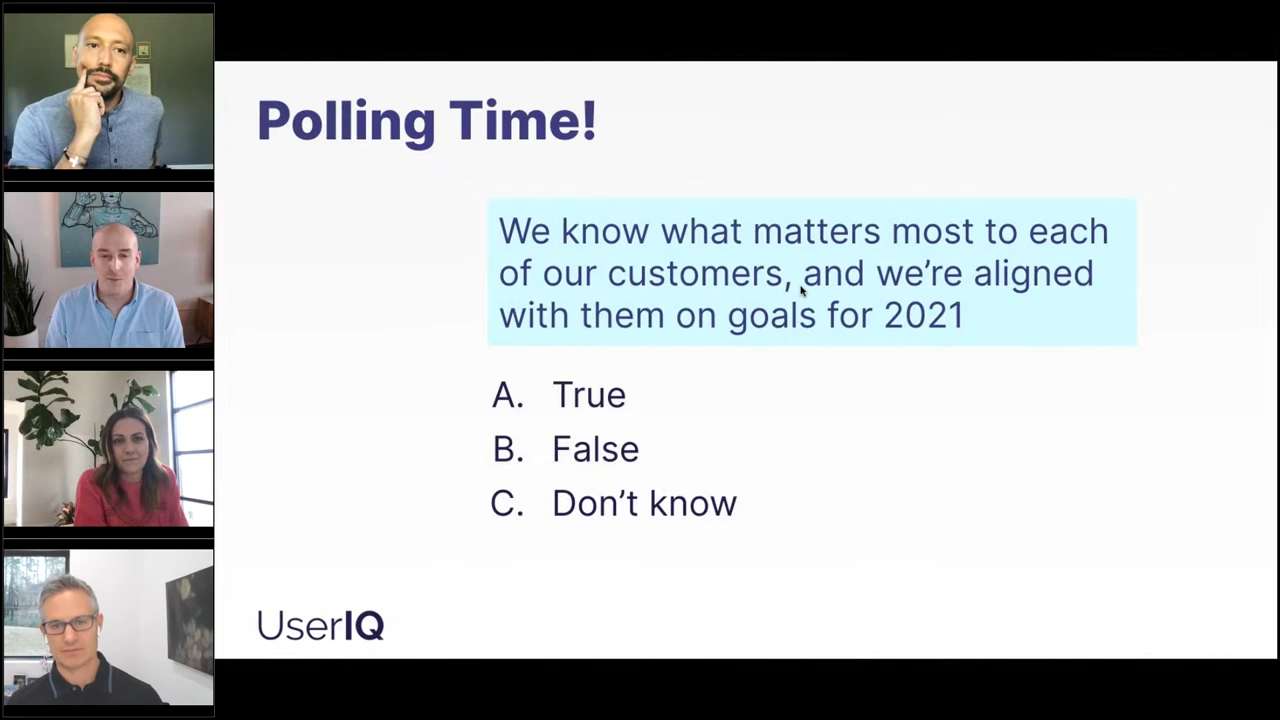 Polling Time!
We know what matters most to each
of our customers, and we’re aligned
with them on goals for 2021
A. True
B. False
C. Don’t know
UserIQ